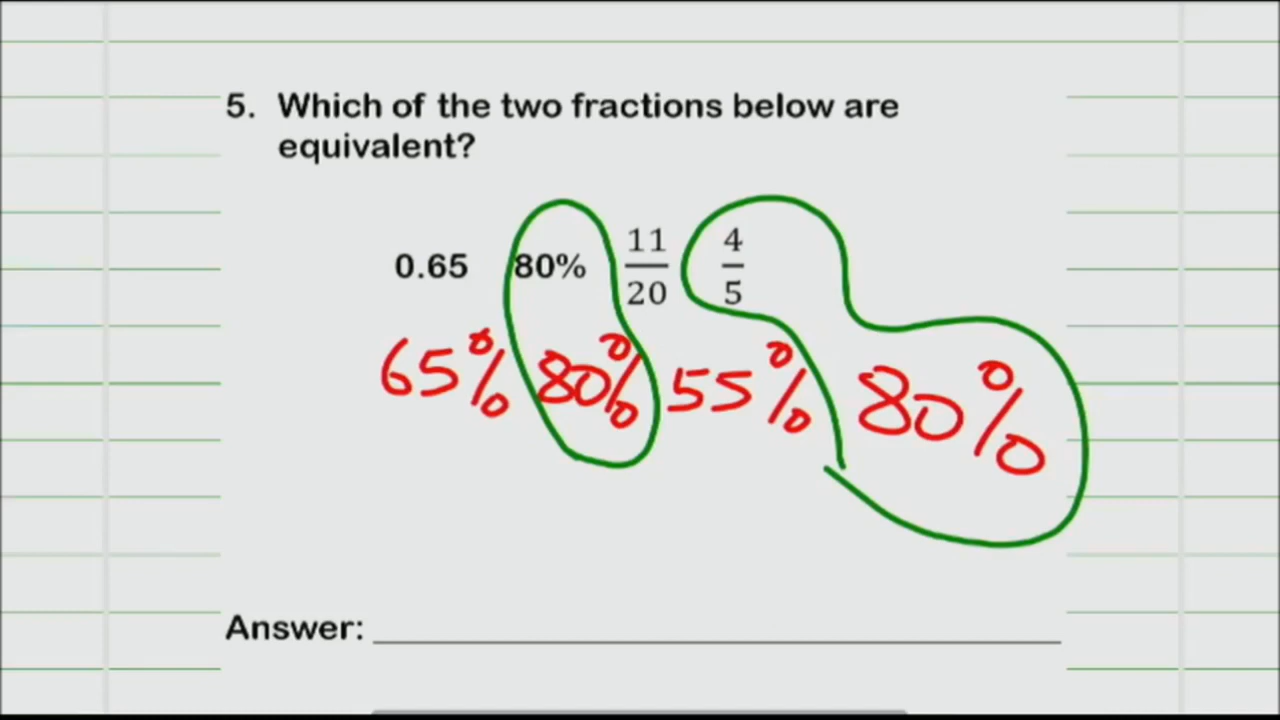 5. Which of the two fractions below are
equivalent?
0.65 80% 11/20 4/5
65% 80% 55% 80%
Answer: